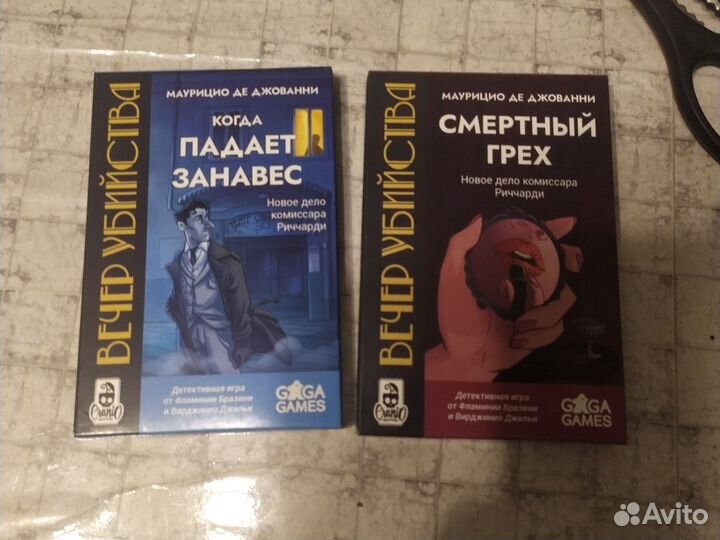 ВЕЧЕР УБИЙСТВА
МАУРИЦИО ДЕ ДЖОВАННИ
КОГДА
ПАДАЕТ
ЗАНАВЕС
Новое дело
комиссара
Риччарди
Cranio
Детективная игра
от Фламинии Бразини
и Вирджинио Джильи
GAGA
GAMES
ВЕЧЕР УБИЙСТВА
МАУРИЦИО ДЕ ДЖОВАННИ
СМЕРТНЫЙ
ГРЕХ
Новое дело комиссара
Риччарди
Cranio
Детективная игра
от Фламинии Бразини
и Вирджинио Джильи
GAGA
GAMES
Avito